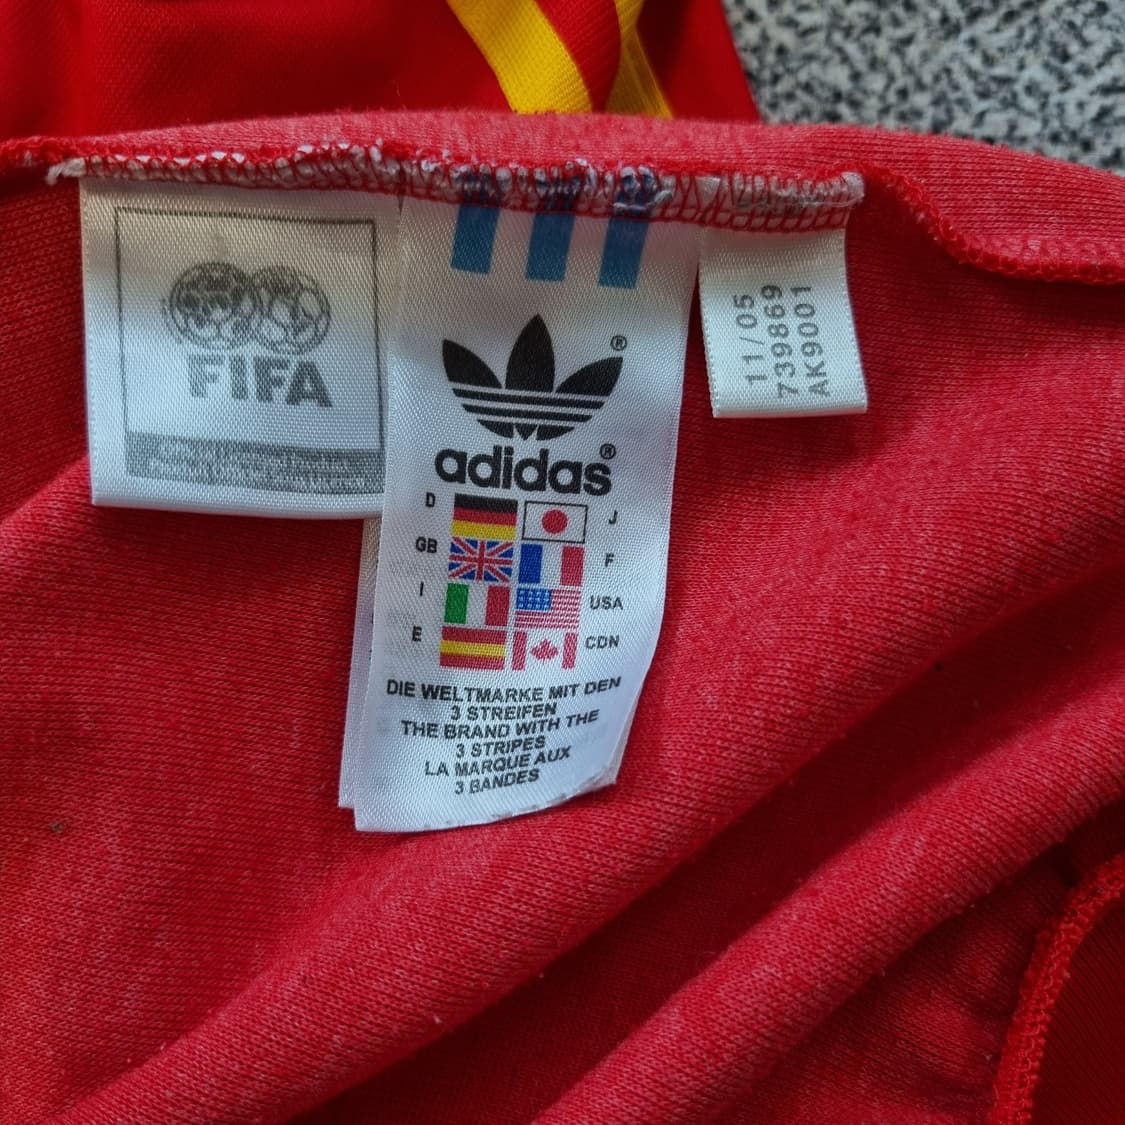 FIFA
adidas®
®
D
J
GB
F
I
USA
E
CDN
DIE WELTMARKE MIT DEN
3 STREIFEN
THE BRAND WITH THE
3 STRIPES
LA MARQUE AUX
3 BANDES
11/05
739869
AK9001